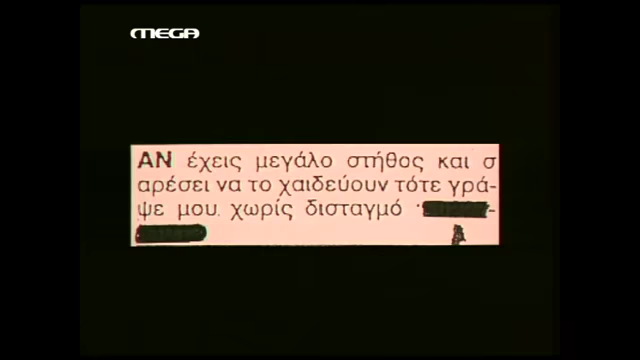 MEGA
ΑΝ έχεις μεγάλο στήθος και σ
αρέσει να το χαιδεύουν τότε γρά-
ψε μου χωρίς δισταγμό